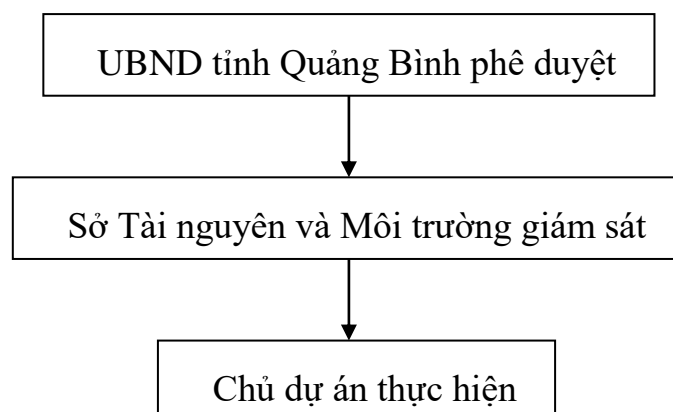 UBND tỉnh Quảng Bình phê duyệt
Sở Tài nguyên và Môi trường giám sát
Chủ dự án thực hiện